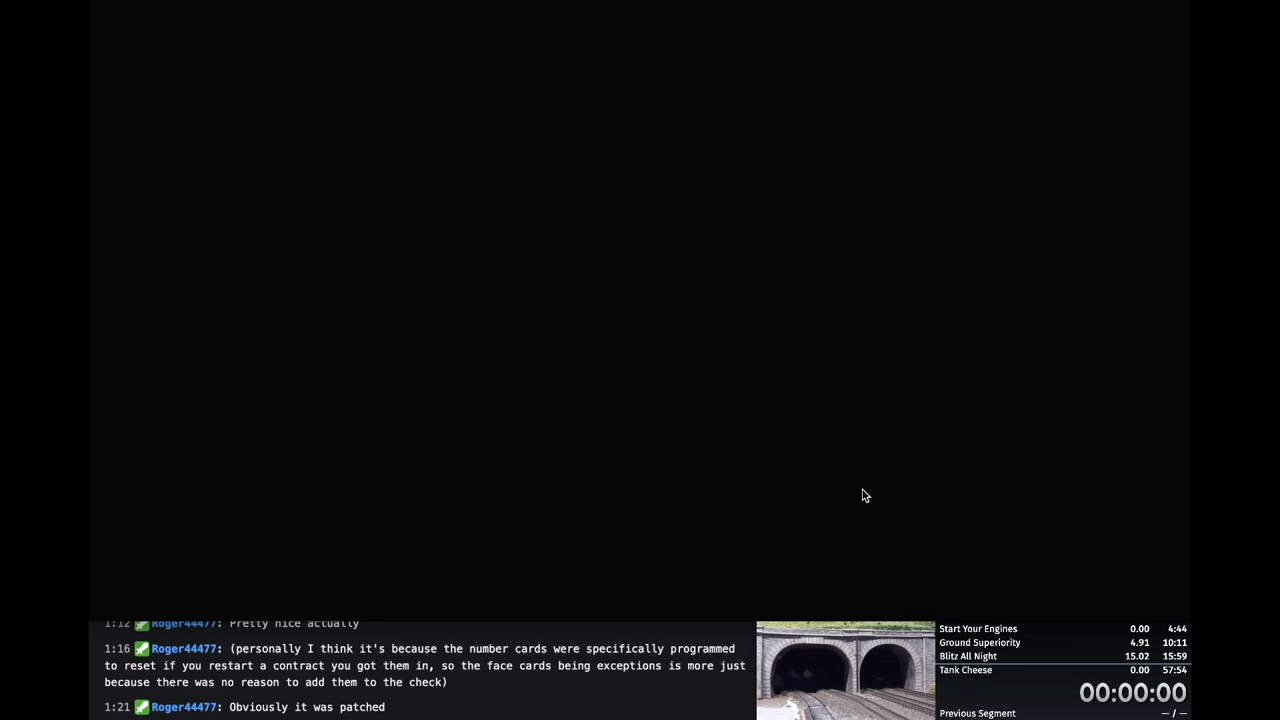 1:12 Roger44477: Pretty nice actually
1:16 Roger44477: (personally I think it's because the number cards were specifically programmed
to reset if you restart a contract you got them in, so the face cards being exceptions is more just
because there was no reason to add them to the check)
1:21 Roger44477: Obviously it was patched
Start Your Engines 0.00 4:44
Ground Superiority 4.91 10:11
Blitz All Night 15.02 15:59
Tank Cheese 0.00 57:54
00:00:00
Previous Segment — / —